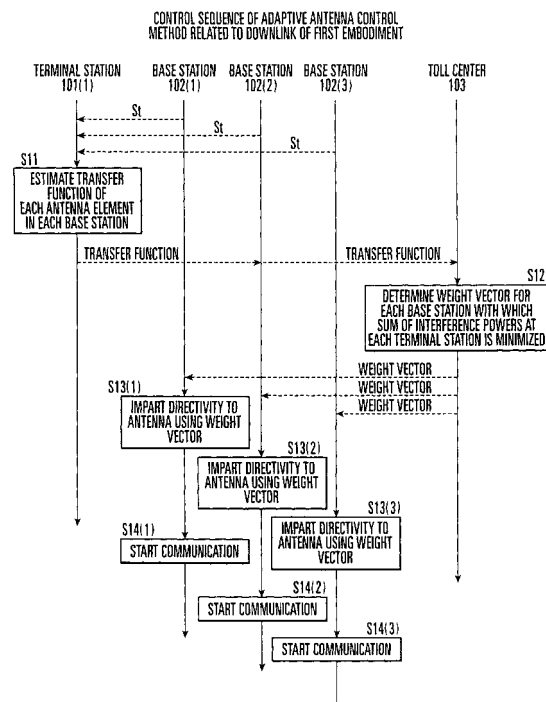 CONTROL SEQUENCE OF ADAPTIVE ANTENNA CONTROL
METHOD RELATED TO DOWNLINK OF FIRST EMBODIMENT
TERMINAL STATION
101(1)
BASE STATION
102(1)
BASE STATION
102(2)
BASE STATION
102(3)
TOLL CENTER
103
St
St
St
S11
ESTIMATE TRANSFER
FUNCTION OF
EACH ANTENNA ELEMENT
IN EACH BASE STATION
TRANSFER FUNCTION
TRANSFER FUNCTION
S12
DETERMINE WEIGHT VECTOR FOR
EACH BASE STATION WITH WHICH
SUM OF INTERFERENCE POWERS AT
EACH TERMINAL STATION IS MINIMIZED
WEIGHT VECTOR
WEIGHT VECTOR
WEIGHT VECTOR
S13(1)
IMPART DIRECTIVITY TO
ANTENNA USING WEIGHT
VECTOR
S13(2)
IMPART DIRECTIVITY TO
ANTENNA USING WEIGHT
VECTOR
S13(3)
IMPART DIRECTIVITY TO
ANTENNA USING WEIGHT
VECTOR
S14(1)
START COMMUNICATION
S14(2)
START COMMUNICATION
S14(3)
START COMMUNICATION